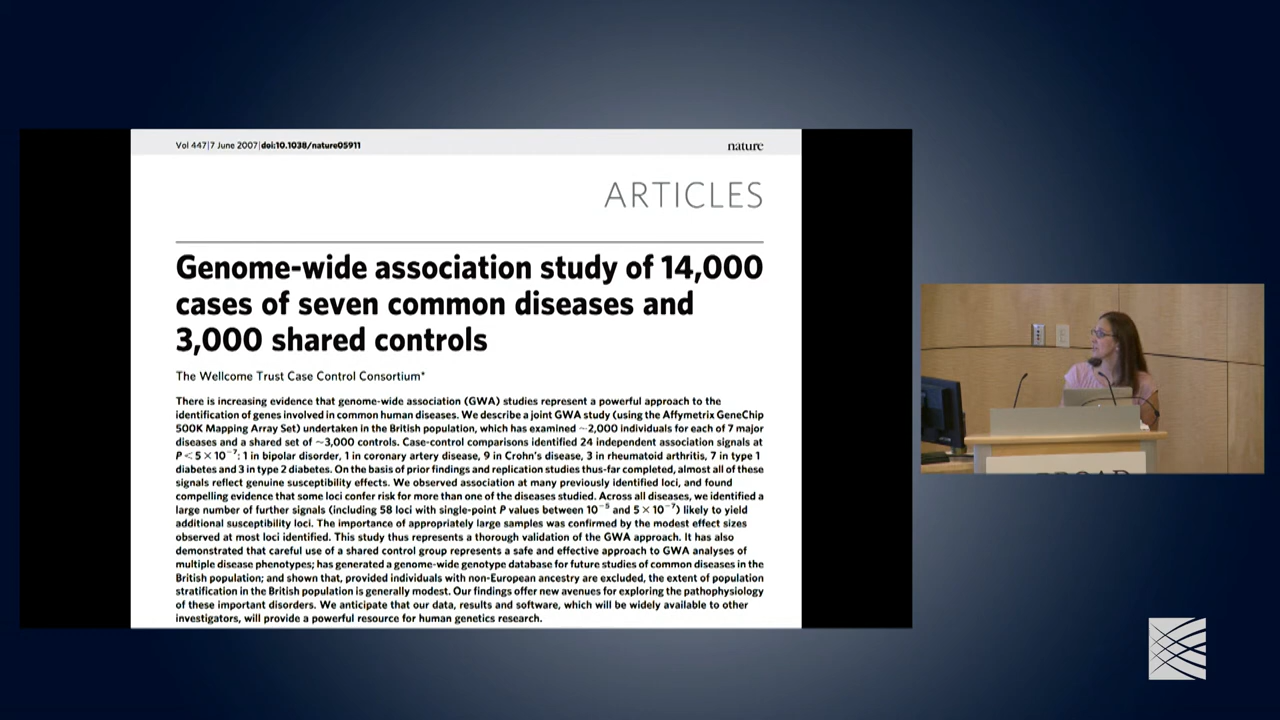 Vol 447|7 June 2007|doi:10.1038/nature05911
nature
ARTICLES
Genome-wide association study of 14,000
cases of seven common diseases and
3,000 shared controls
The Wellcome Trust Case Control Consortium*
There is increasing evidence that genome-wide association (GWA) studies represent a powerful approach to the
identification of genes involved in common human diseases. We describe a joint GWA study (using the Affymetrix GeneChip
500K Mapping Array Set) undertaken in the British population, which has examined ~2,000 individuals for each of 7 major
diseases and a shared set of ~3,000 controls. Case-control comparisons identified 24 independent association signals at
P < 5 × 10⁻⁷: 1 in bipolar disorder, 1 in coronary artery disease, 9 in Crohn's disease, 3 in rheumatoid arthritis, 7 in type 1
diabetes and 3 in type 2 diabetes. On the basis of prior findings and replication studies thus-far completed, almost all of these
signals reflect genuine susceptibility effects. We observed association at many previously identified loci, and found
compelling evidence that some loci confer risk for more than one of the diseases studied. Across all diseases, we identified a
large number of further signals (including 58 loci with single-point P values between 10⁻⁵ and 5 × 10⁻⁷) likely to yield
additional susceptibility loci. The importance of appropriately large samples was confirmed by the modest effect sizes
observed at most loci identified. This study thus represents a thorough validation of the GWA approach. It has also
demonstrated that careful use of a shared control group represents a safe and effective approach to GWA analyses of
multiple disease phenotypes; has generated a genome-wide genotype database for future studies of common diseases in the
British population; and shown that, provided individuals with non-European ancestry are excluded, the extent of population
stratification in the British population is generally modest. Our findings offer new avenues for exploring the pathophysiology
of these important disorders. We anticipate that our data, results and software, which will be widely available to other
investigators, will provide a powerful resource for human genetics research.